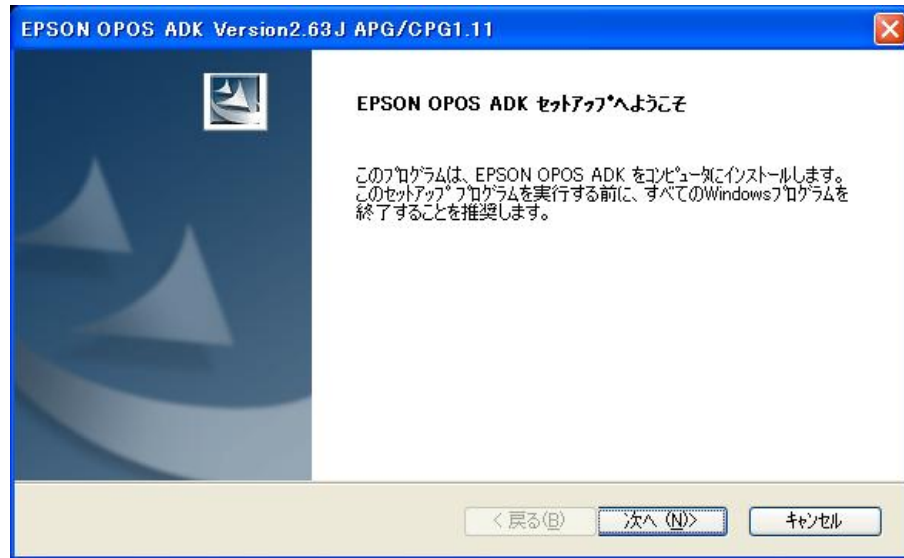 EPSON OPOS ADK Version2.63J APG/CPG1.11
EPSON OPOS ADK ｾｯﾄｱｯﾌﾟへようこそ
このﾌﾟﾛｸﾞﾗﾑは、EPSON OPOS ADK をｺﾝﾋﾟｭｰﾀにｲﾝｽﾄｰﾙします。
このｾｯﾄｱｯﾌﾟ ﾌﾟﾛｸﾞﾗﾑを実行する前に、すべてのWindowsﾌﾟﾛｸﾞﾗﾑを
終了することを推奨します。
< 戻る(B)
次へ (N)>
ｷｬﾝｾﾙ